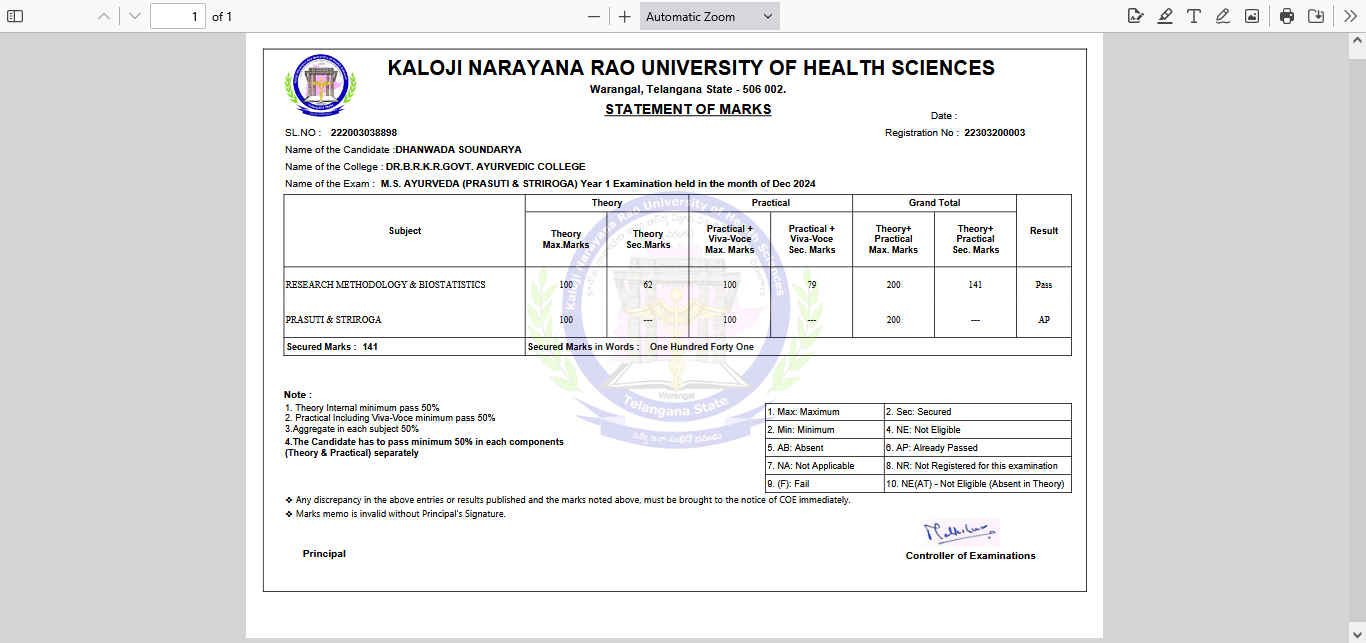 1 of 1 Automatic Zoom
KALOJI NARAYANA RAO UNIVERSITY OF HEALTH SCIENCES
Warangal, Telangana State - 506 002.
STATEMENT OF MARKS
Date :
SL.NO : 222003038898 Registration No : 22303200003
Name of the Candidate :DHANWADA SOUNDARYA
Name of the College : DR.B.R.K.R.GOVT. AYURVEDIC COLLEGE
Name of the Exam : M.S. AYURVEDA (PRASUTI & STRIROGA) Year 1 Examination held in the month of Dec 2024
Subject Theory Practical Grand Total Result
Theory Max.Marks Theory Sec.Marks Practical + Viva-Voce Max. Marks Practical + Viva-Voce Sec. Marks Theory+ Practical Max. Marks Theory+ Practical Sec. Marks
RESEARCH METHODOLOGY & BIOSTATISTICS 100 62 100 79 200 141 Pass
PRASUTI & STRIROGA 100 --- 100 --- 200 --- AP
Secured Marks : 141 Secured Marks in Words : One Hundred Forty One
Kaloji Narayana Rao University of Health Sciences
Warangal
Telangana State
Note :
1. Theory Internal minimum pass 50%
2. Practical Including Viva-Voce minimum pass 50%
3.Aggregate in each subject 50%
4.The Candidate has to pass minimum 50% in each components
(Theory & Practical) separately
1. Max: Maximum 2. Sec: Secured
2. Min: Minimum 4. NE: Not Eligible
5. AB: Absent 6. AP: Already Passed
7. NA: Not Applicable 8. NR: Not Registered for this examination
9. (F): Fail 10. NE(AT) - Not Eligible (Absent in Theory)
❖ Any discrepancy in the above entries or results published and the marks noted above, must be brought to the notice of COE immediately.
❖ Marks memo is invalid without Principal's Signature.
Principal Controller of Examinations